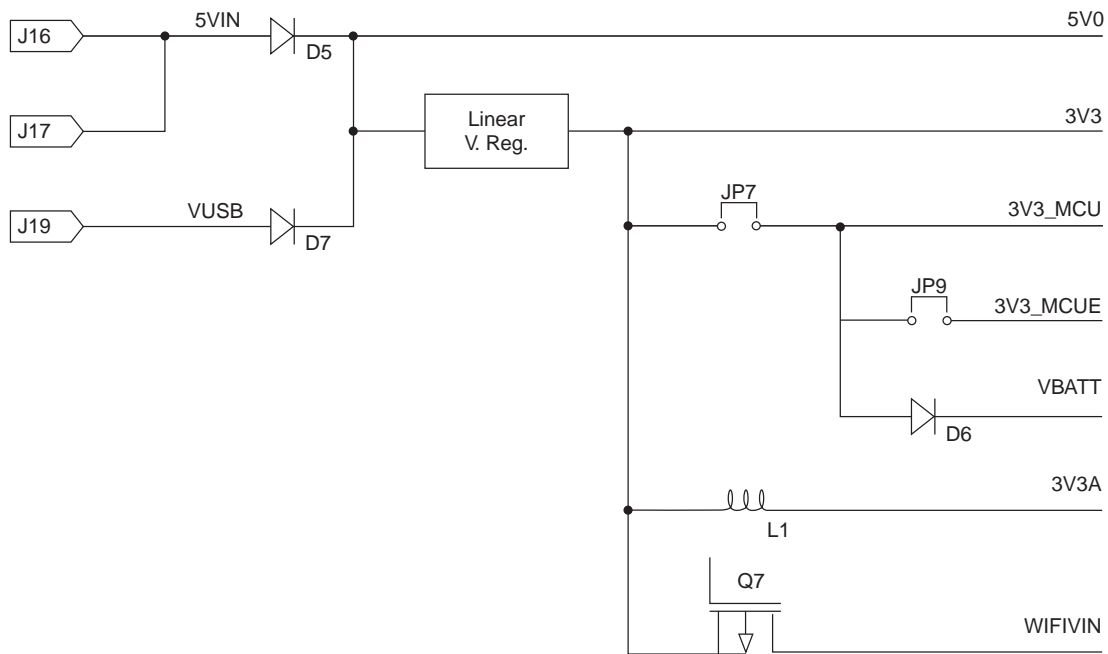 J16
5VIN
D5
5V0
J17
Linear
V. Reg.
3V3
J19
VUSB
D7
JP7
3V3_MCU
JP9
3V3_MCUE
VBATT
D6
3V3A
L1
Q7
WIFIVIN